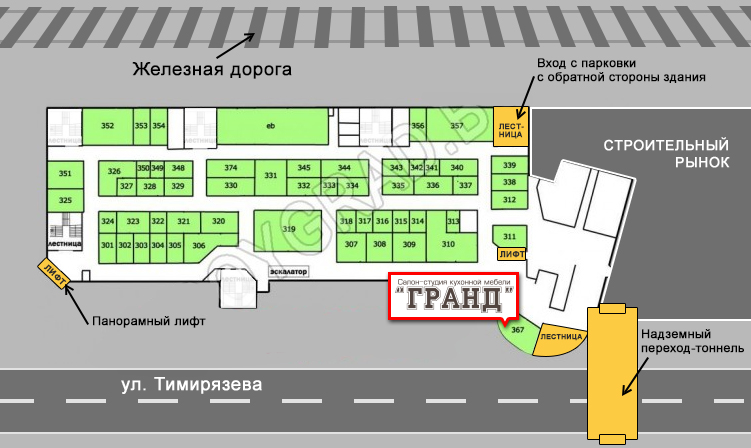 Железная дорога
Вход с парковки
с обратной стороны здания
352 353 354
eb
356 357
ЛЕСТ-
НИЦА
СТРОИТЕЛЬНЫЙ
РЫНОК
351
325
326 350 349 348
327 328 329
374
330
331
345 344
332 333 334
343 342 341 340
335 336 337
339
338
312
324 323 322 321 320
301 302 303 304 305 306
319
318 317 316 315 314 313
307 308 309 310
311
ЛИФТ
лестница
ЛИФТ
эскалатор
Салон-студия кухонной мебели
"ГРАНД"
Панорамный лифт
367
ЛЕСТНИЦА
Надземный
переход-тоннель
ул. Тимирязева